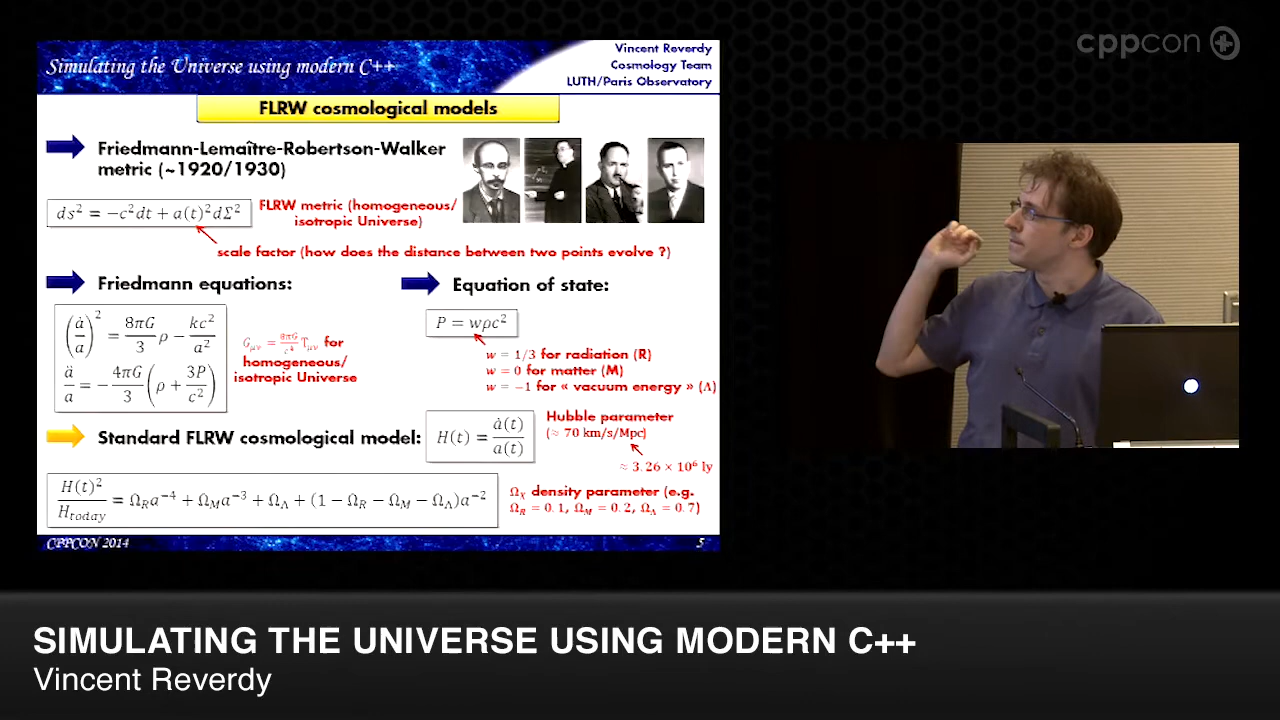 cppcon
Simulating the Universe using modern C++
Vincent Reverdy
Cosmology Team
LUTH/Paris Observatory
FLRW cosmological models
Friedmann-Lemaître-Robertson-Walker
metric (~1920/1930)
ds² = −c²dt + a(t)²dΣ²
FLRW metric (homogeneous/
isotropic Universe)
scale factor (how does the distance between two points evolve ?)
Friedmann equations:
(ȧ/a)² = 8πG/3 ρ − kc²/a²
ä/a = −4πG/3 (ρ + 3P/c²)
G_μν = 8πG/c⁴ T_μν for
homogeneous/
isotropic Universe
Equation of state:
P = wρc²
w = 1/3 for radiation (R)
w = 0 for matter (M)
w = −1 for « vacuum energy » (Λ)
Standard FLRW cosmological model:
H(t) = ȧ(t)/a(t)
Hubble parameter
(≈ 70 km/s/Mpc)
≈ 3.26 × 10⁶ ly
H(t)²/H_today = Ω_R a⁻⁴ + Ω_M a⁻³ + Ω_Λ + (1 − Ω_R − Ω_M − Ω_Λ)a⁻²
Ω_X density parameter (e.g.
Ω_R = 0.1, Ω_M = 0.2, Ω_Λ = 0.7)
CPPCON 2014
5
SIMULATING THE UNIVERSE USING MODERN C++
Vincent Reverdy